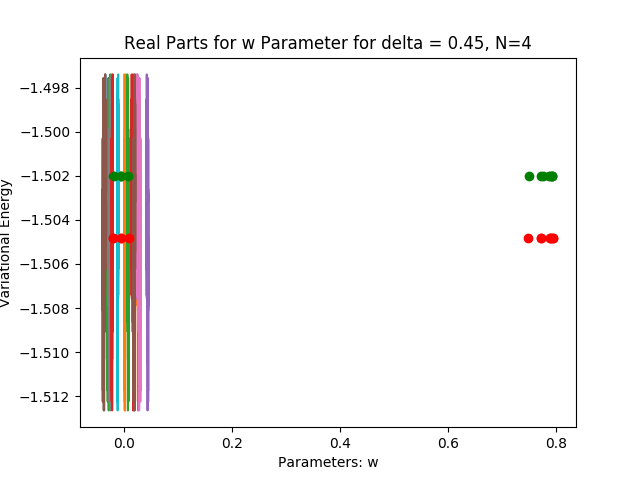 Real Parts for w Parameter for delta = 0.45, N=4
Variational Energy
−1.498
−1.500
−1.502
−1.504
−1.506
−1.508
−1.510
−1.512
0.0 0.2 0.4 0.6 0.8
Parameters: w